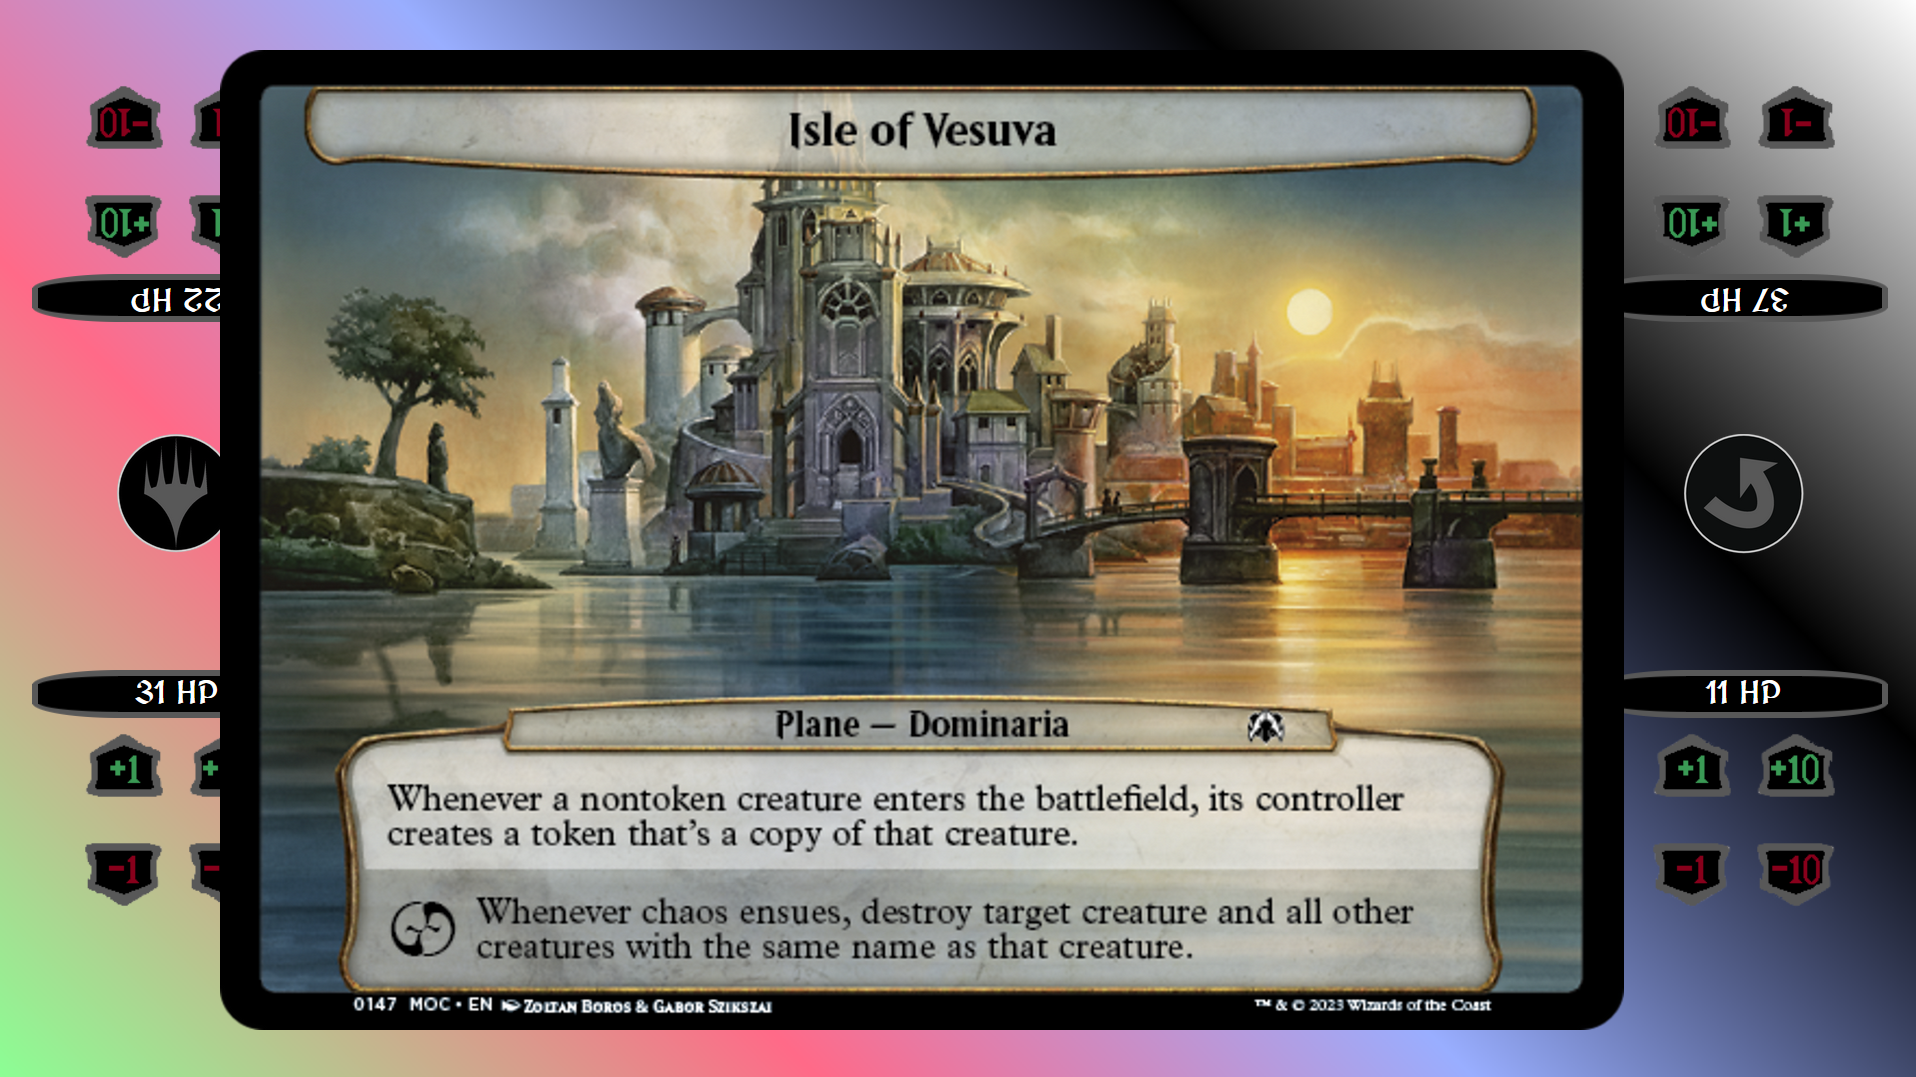 Isle of Vesuva
-10
1
-10
-1
+10
1
+10
+1
22 HP
37 HP
31 HP
11 HP
+1
+
+1
+10
-1
-
-1
-10
Plane — Dominaria
Whenever a nontoken creature enters the battlefield, its controller
creates a token that's a copy of that creature.
Whenever chaos ensues, destroy target creature and all other
creatures with the same name as that creature.
0147 MOC • EN Zoltan Boros & Gabor Szikszai
™ & © 2023 Wizards of the Coast